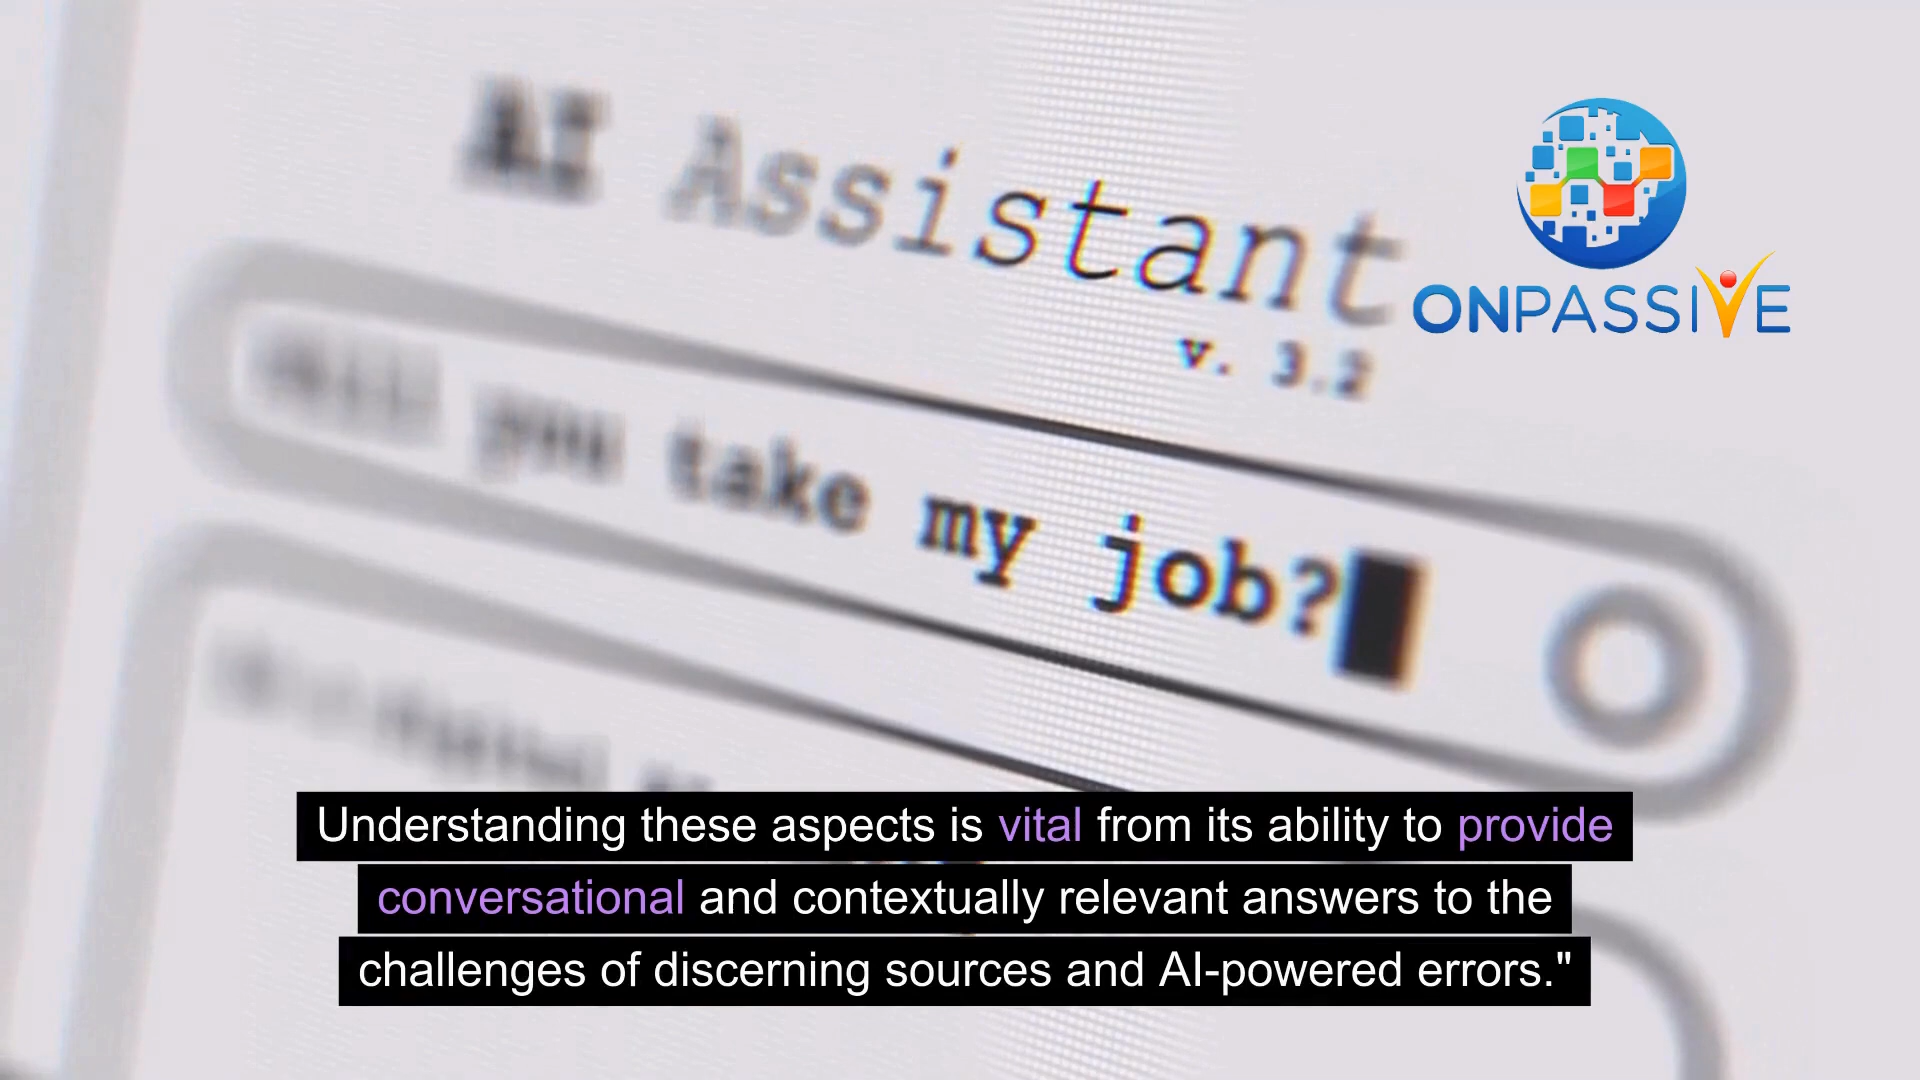 AI Assistant
ONPASSIVE
v. 3.2
Will you take my job?
Understanding these aspects is vital from its ability to provide
conversational and contextually relevant answers to the
challenges of discerning sources and AI-powered errors."